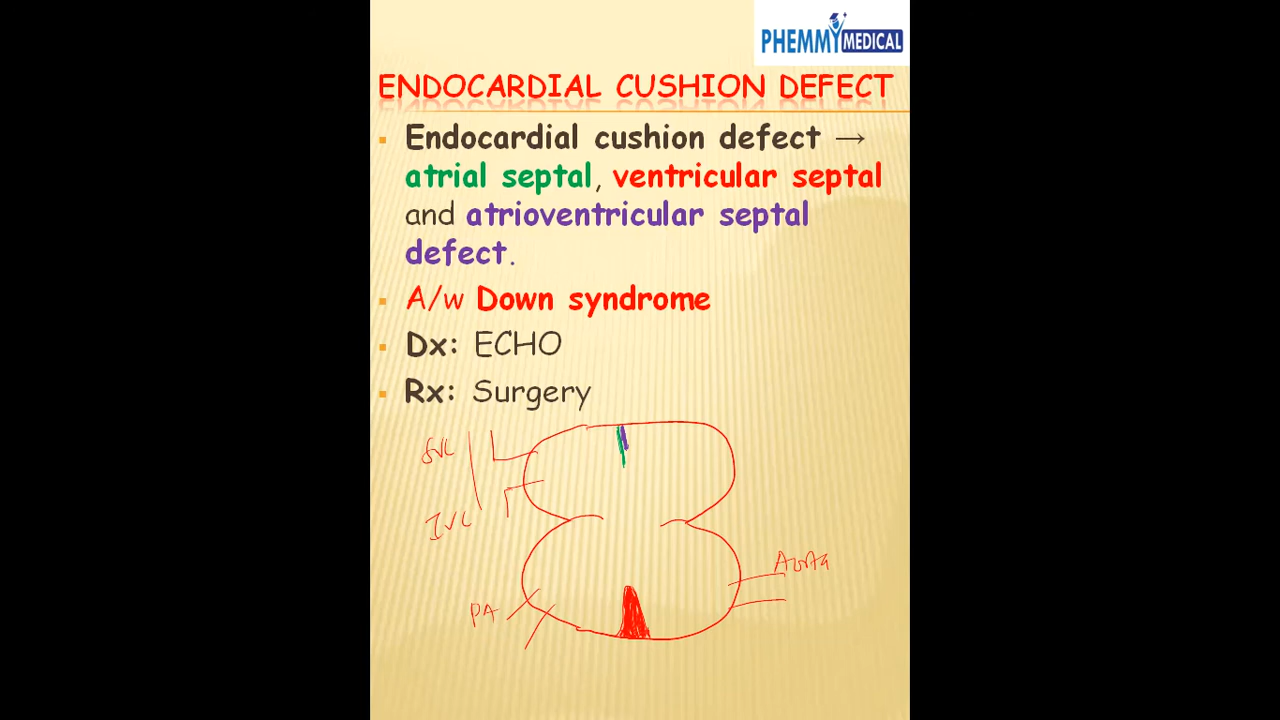 PHEMMY MEDICAL
ENDOCARDIAL CUSHION DEFECT
Endocardial cushion defect →
atrial septal, ventricular septal
and atrioventricular septal
defect.
A/w Down syndrome
Dx: ECHO
Rx: Surgery
SVC
IVC
Aorta
PA